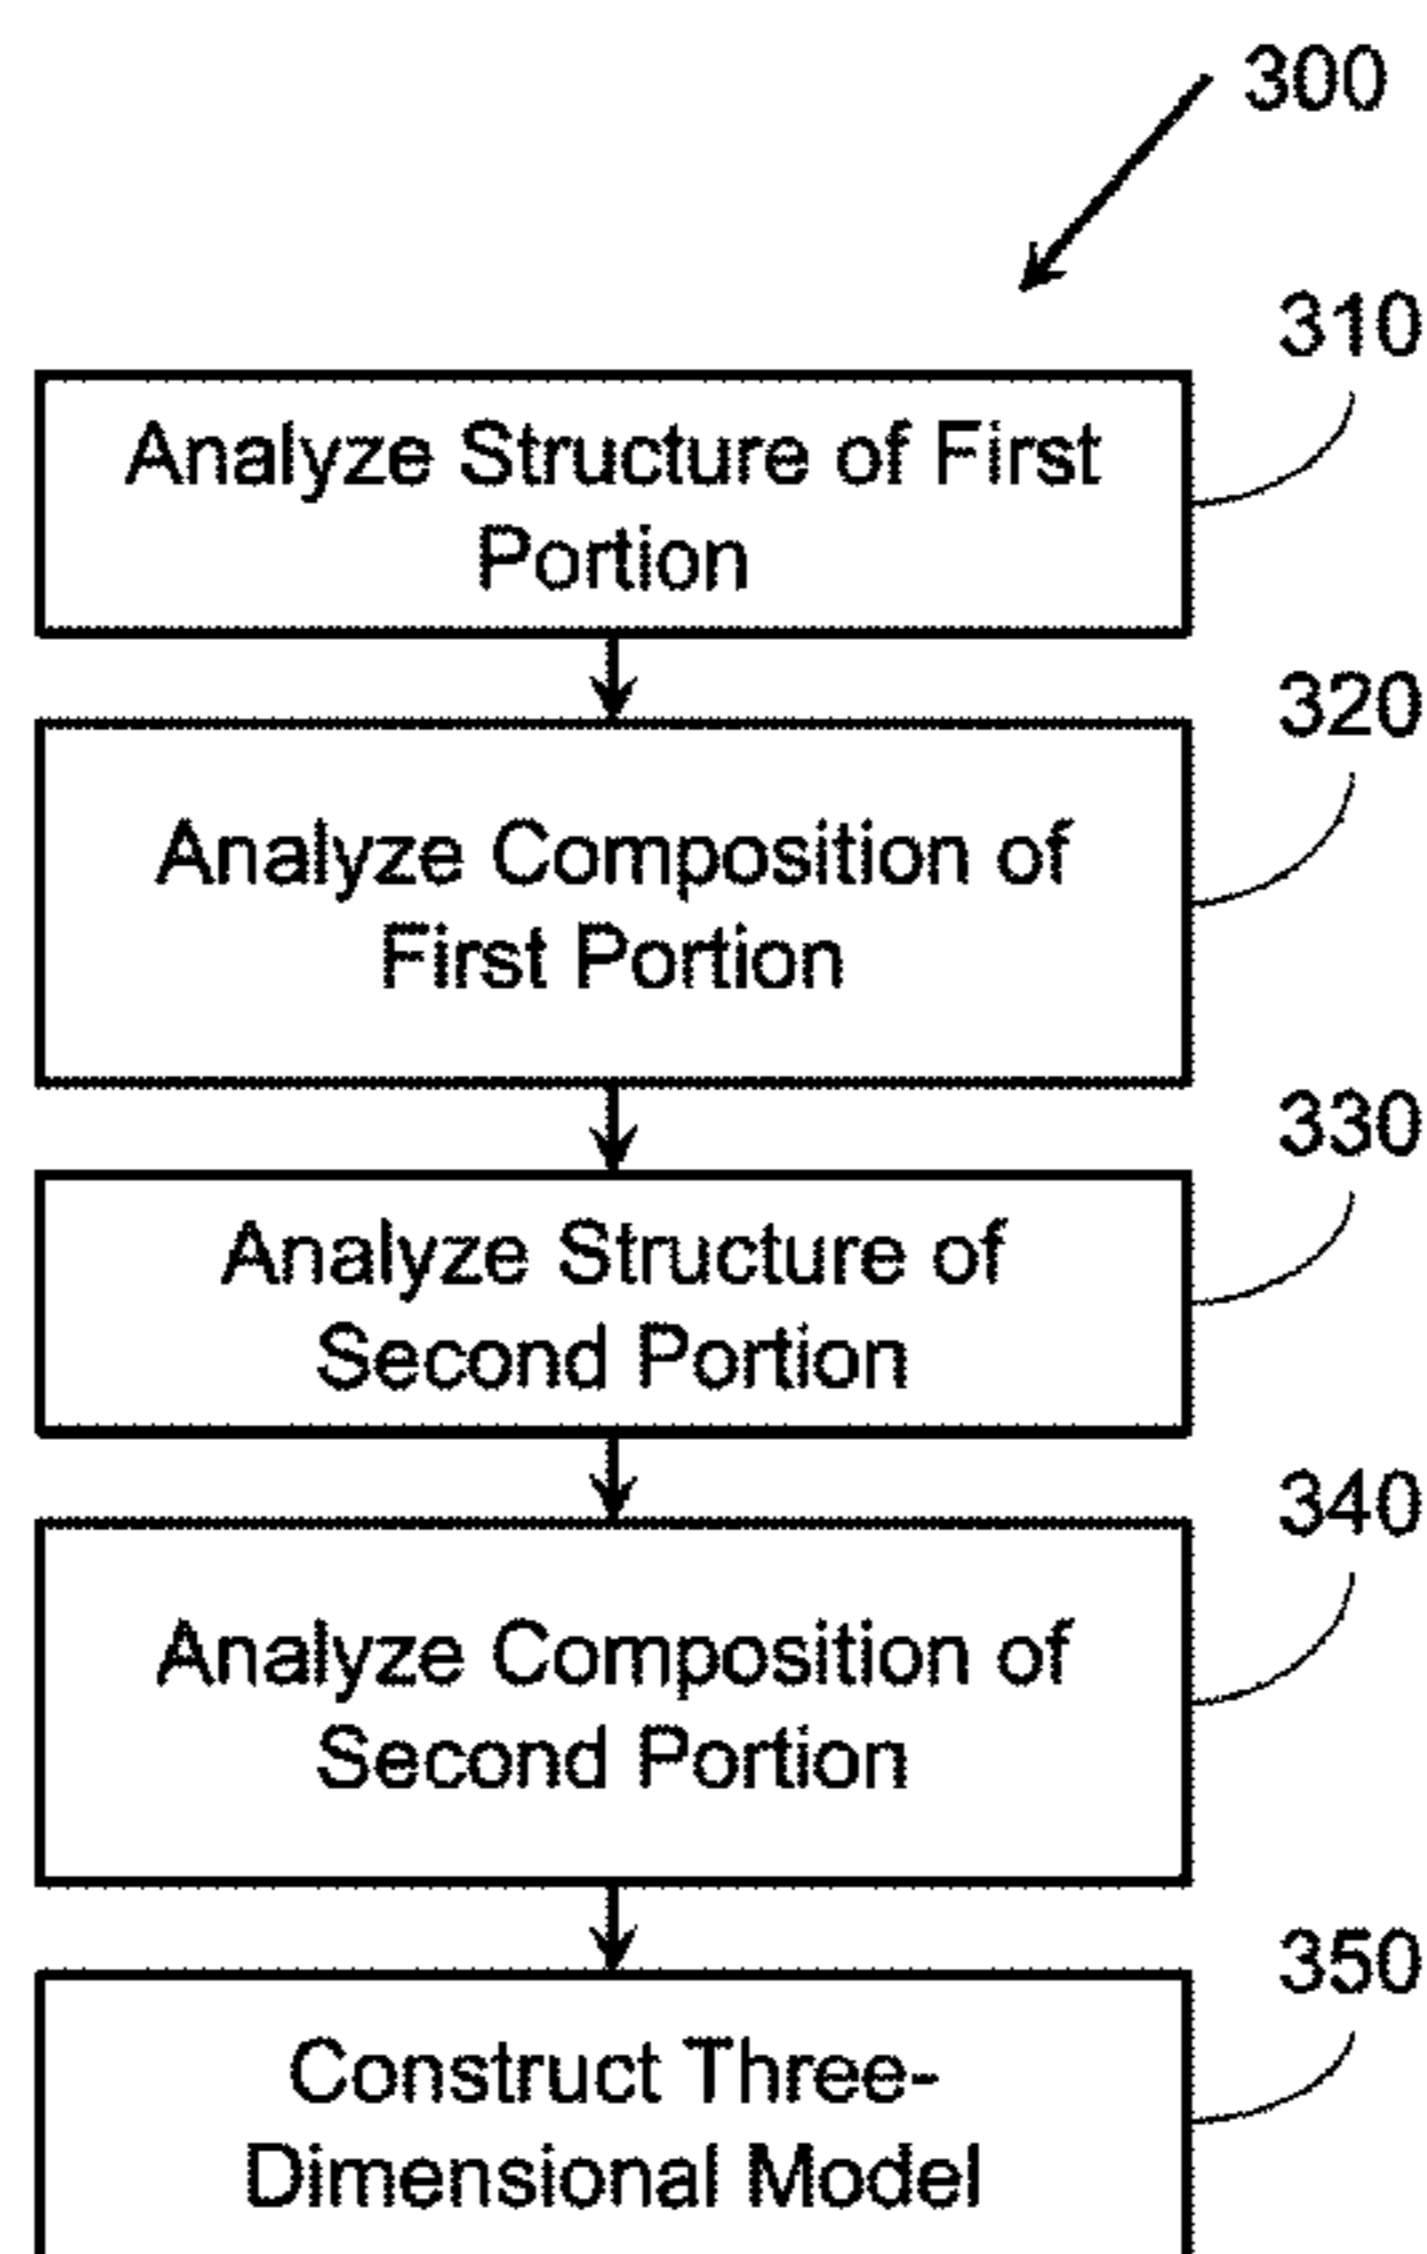 300
310
Analyze Structure of First
Portion
320
Analyze Composition of
First Portion
330
Analyze Structure of
Second Portion
340
Analyze Composition of
Second Portion
350
Construct Three-
Dimensional Model